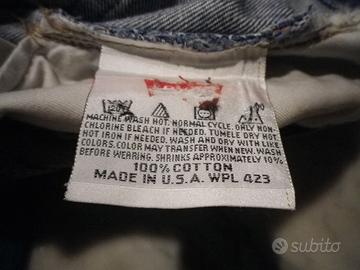 MACHINE WASH HOT. NORMAL CYCLE. ONLY NON-
CHLORINE BLEACH IF NEEDED. TUMBLE DRY HOT.
HOT IRON IF NEEDED. WASH AND DRY WITH LIKE
COLORS. COLOR MAY TRANSFER WHEN NEW. WASH
BEFORE WEARING. SHRINKS APPROXIMATELY 10%
100% COTTON
MADE IN U.S.A. WPL 423
subito